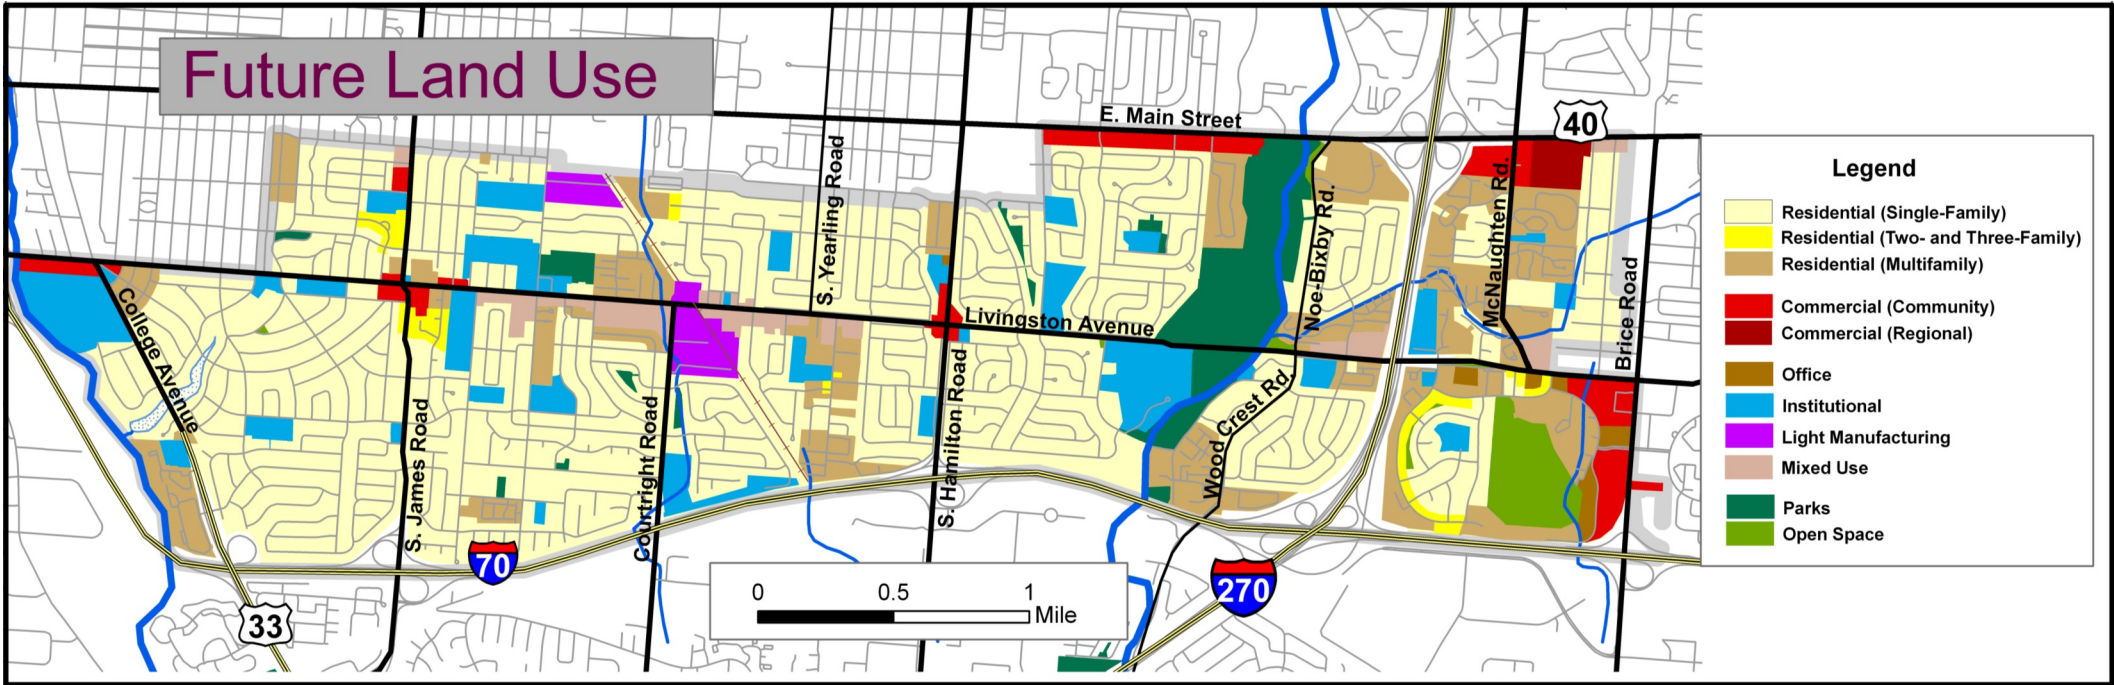 Future Land Use
E. Main Street
40
S. Yearling Road
Noe-Bixby Rd.
McNaughten Rd.
Brice Road
College Avenue
Livingston Avenue
S. James Road
Courtright Road
S. Hamilton Road
Wood Crest Rd.
70
270
33
0 0.5 1
Mile
Legend
Residential (Single-Family)
Residential (Two- and Three-Family)
Residential (Multifamily)
Commercial (Community)
Commercial (Regional)
Office
Institutional
Light Manufacturing
Mixed Use
Parks
Open Space